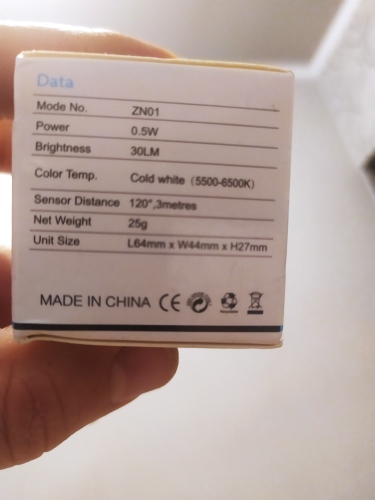 Data
Mode No. ZN01
Power 0.5W
Brightness 30LM
Color Temp. Cold white (5500-6500K)
Sensor Distance 120°,3metres
Net Weight 25g
Unit Size L64mm x W44mm x H27mm
MADE IN CHINA CE